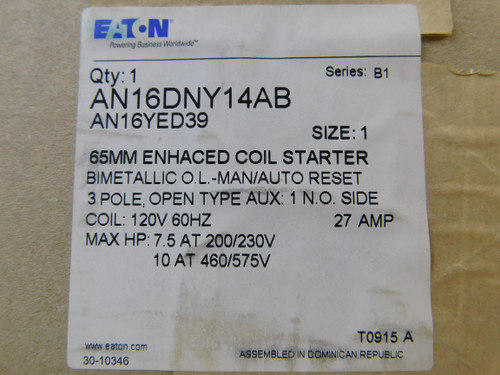 EATON
Powering Business Worldwide™
Qty: 1 Series: B1
AN16DNY14AB
AN16YED39
SIZE: 1
65MM ENHACED COIL STARTER
BIMETALLIC O.L.-MAN/AUTO RESET
3 POLE, OPEN TYPE AUX: 1 N.O. SIDE
COIL: 120V 60HZ 27 AMP
MAX HP: 7.5 AT 200/230V
10 AT 460/575V
T0915 A
www.eaton.com
30-10346 ASSEMBLED IN DOMINICAN REPUBLIC